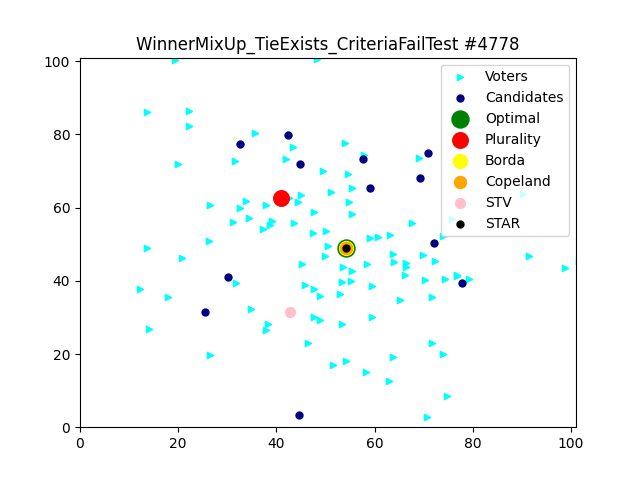 WinnerMixUp_TieExists_CriteriaFailTest #4778
100
80
60
40
20
0
0
20
40
60
80
100
Voters
Candidates
Optimal
Plurality
Borda
Copeland
STV
STAR